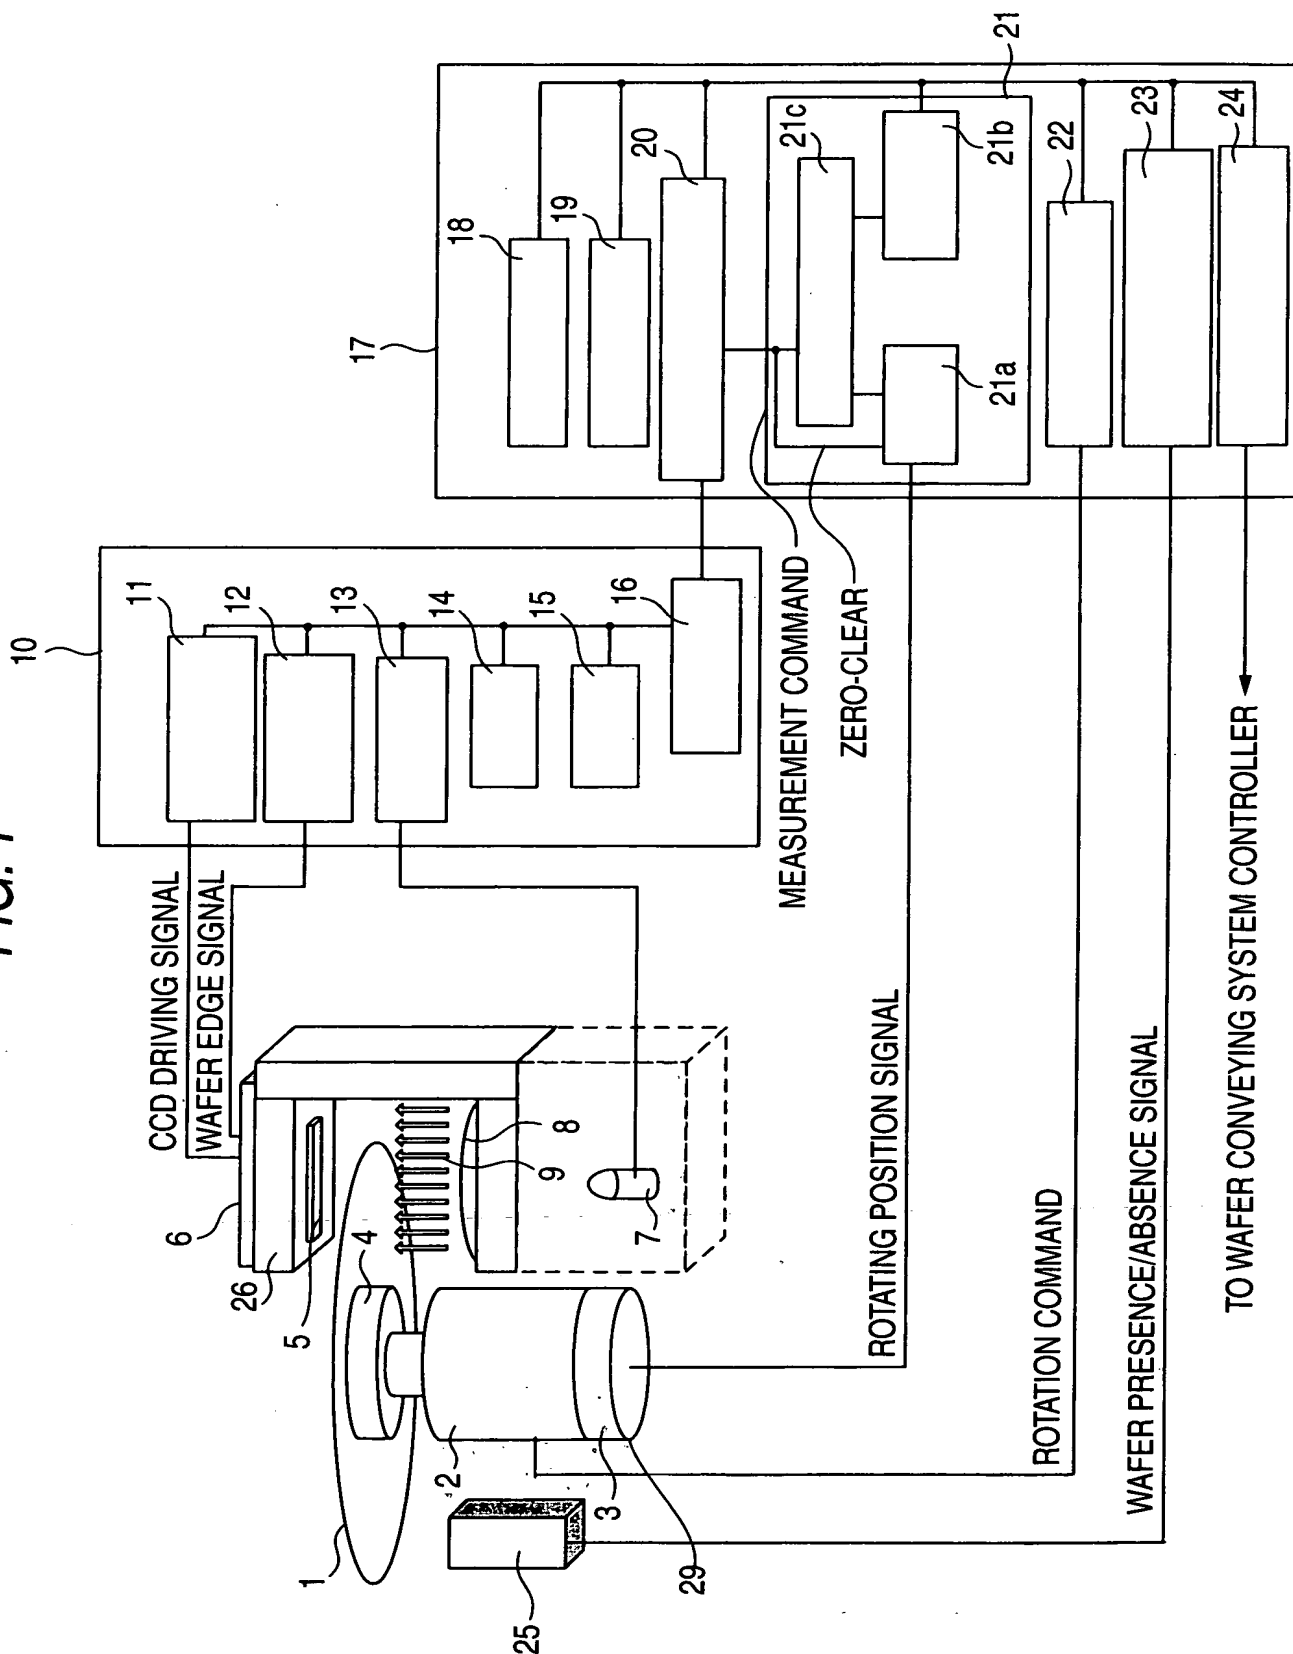 10
11
12
13
14
15
16
17
18
19
20
21
21c
21b
21a
22
23
24
CCD DRIVING SIGNAL
WAFER EDGE SIGNAL
MEASUREMENT COMMAND
ZERO-CLEAR
6
26
5
4
8
9
7
1
2
3
25
29
ROTATING POSITION SIGNAL
ROTATION COMMAND
WAFER PRESENCE/ABSENCE SIGNAL
TO WAFER CONVEYING SYSTEM CONTROLLER